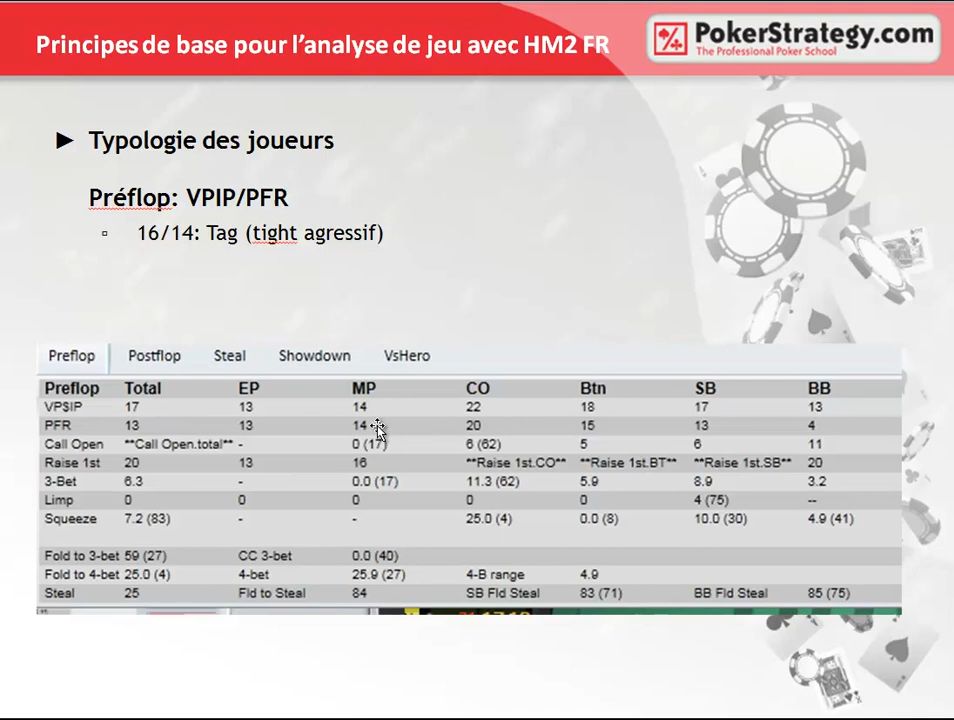 Principes de base pour l'analyse de jeu avec HM2 FR
PokerStrategy.com
The Professional Poker School
► Typologie des joueurs
Préflop: VPIP/PFR
▫ 16/14: Tag (tight agressif)
Preflop Postflop Steal Showdown VsHero
Preflop Total EP MP CO Btn SB BB
VP$IP 17 13 14 22 18 17 13
PFR 13 13 14 20 15 13 4
Call Open **Call Open.total** - 0 (17) 6 (62) 5 6 11
Raise 1st 20 13 16 **Raise 1st.CO** **Raise 1st.BT** **Raise 1st.SB** 20
3-Bet 6.3 - 0.0 (17) 11.3 (62) 5.9 8.9 3.2
Limp 0 0 0 0 0 4 (75) --
Squeeze 7.2 (83) - - 25.0 (4) 0.0 (8) 10.0 (30) 4.9 (41)
Fold to 3-bet 59 (27) CC 3-bet 0.0 (40)
Fold to 4-bet 25.0 (4) 4-bet 25.9 (27) 4-B range 4.9
Steal 25 Fld to Steal 84 SB Fld Steal 83 (71) BB Fld Steal 85 (75)